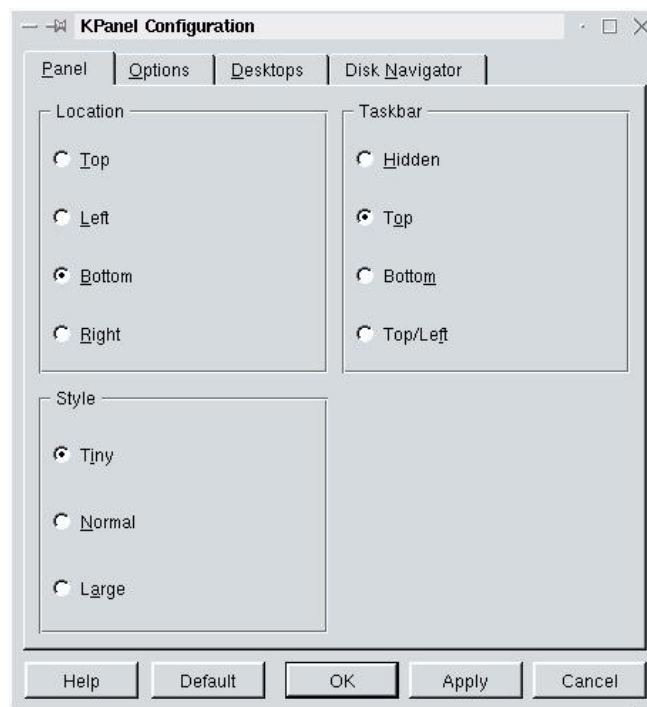 KPanel Configuration
Panel Options Desktops Disk Navigator
Location
Top
Left
Bottom
Right
Taskbar
Hidden
Top
Bottom
Top/Left
Style
Tiny
Normal
Large
Help Default OK Apply Cancel